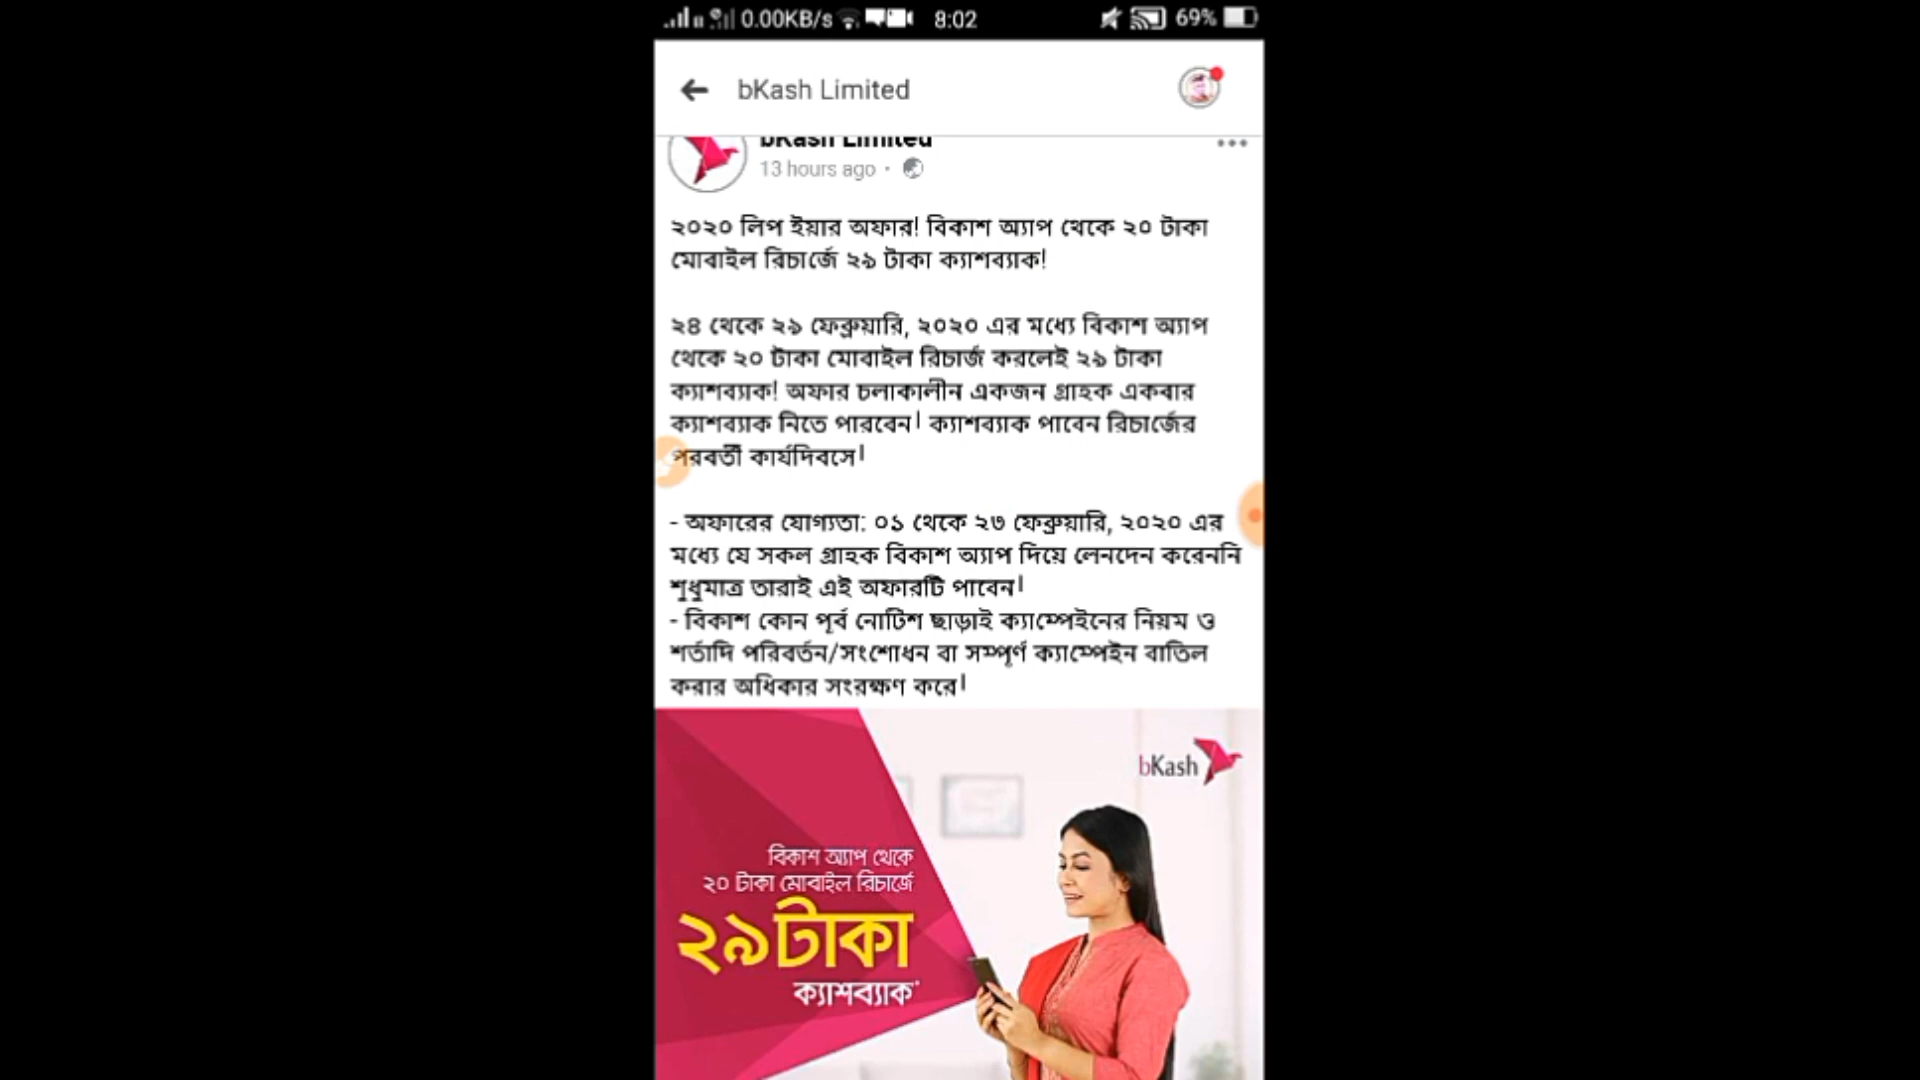 0.00KB/s 8:02 69%
bKash Limited
bKash Limited
13 hours ago ·
২০২০ লিপ ইয়ার অফার! বিকাশ অ্যাপ থেকে ২০ টাকা
মোবাইল রিচার্জে ২৯ টাকা ক্যাশব্যাক!
২৪ থেকে ২৯ ফেব্রুয়ারি, ২০২০ এর মধ্যে বিকাশ অ্যাপ
থেকে ২০ টাকা মোবাইল রিচার্জ করলেই ২৯ টাকা
ক্যাশব্যাক! অফার চলাকালীন একজন গ্রাহক একবার
ক্যাশব্যাক নিতে পারবেন। ক্যাশব্যাক পাবেন রিচার্জের
পরবর্তী কার্যদিবসে।
- অফারের যোগ্যতা: ০১ থেকে ২৩ ফেব্রুয়ারি, ২০২০ এর
মধ্যে যে সকল গ্রাহক বিকাশ অ্যাপ দিয়ে লেনদেন করেননি
শুধুমাত্র তারাই এই অফারটি পাবেন।
- বিকাশ কোন পূর্ব নোটিশ ছাড়াই ক্যাম্পেইনের নিয়ম ও
শর্তাদি পরিবর্তন/সংশোধন বা সম্পূর্ণ ক্যাম্পেইন বাতিল
করার অধিকার সংরক্ষণ করে।
bKash
বিকাশ অ্যাপ থেকে
২০ টাকা মোবাইল রিচার্জে
২৯টাকা
ক্যাশব্যাক*